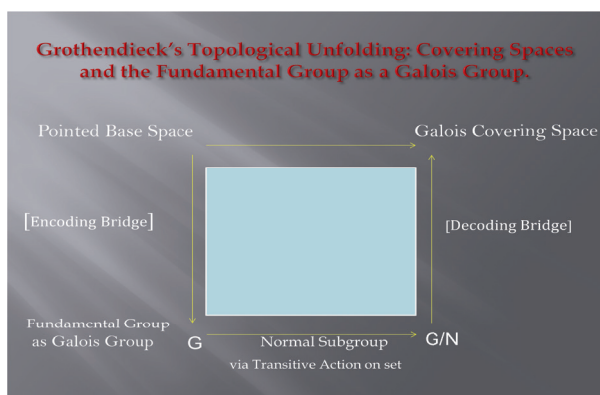 Grothendieck's Topological Unfolding: Covering Spaces
and the Fundamental Group as a Galois Group.
Pointed Base Space
Galois Covering Space
[Encoding Bridge]
[Decoding Bridge]
Fundamental Group
as Galois Group
G
Normal Subgroup
G/N
via Transitive Action on set